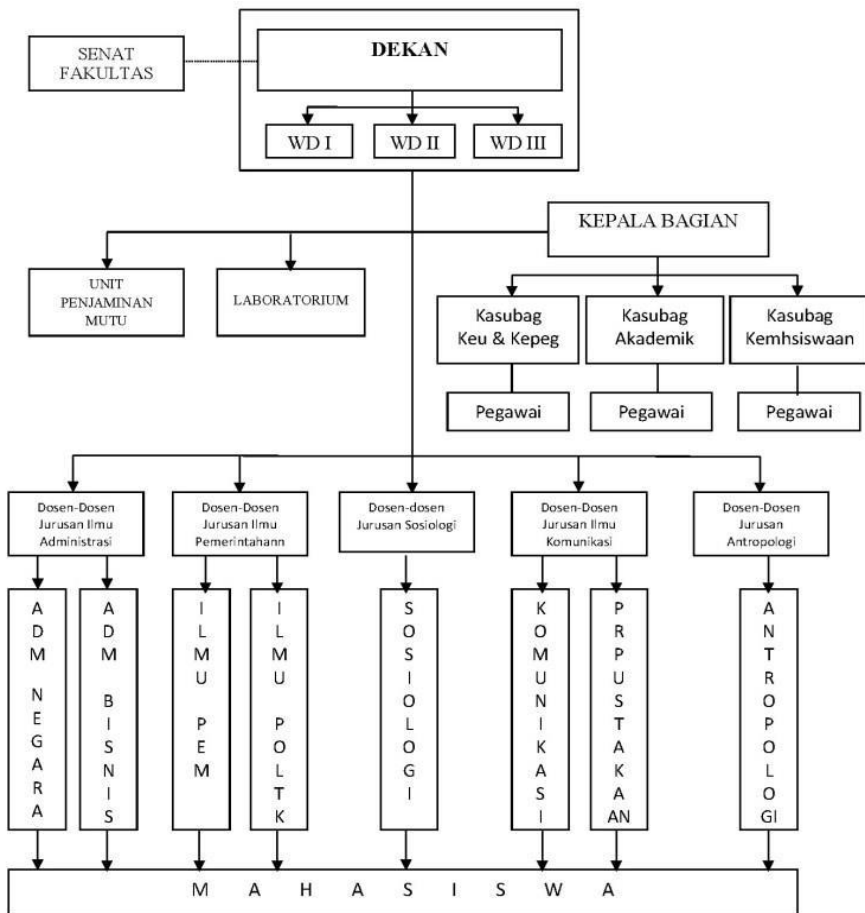 SENAT
FAKULTAS
DEKAN
WD I
WD II
WD III
KEPALA BAGIAN
UNIT
PENJAMINAN
MUTU
LABORATORIUM
Kasubag
Keu & Kepeg
Kasubag
Akademik
Kasubag
Kemhsiswaan
Pegawai
Pegawai
Pegawai
Dosen-Dosen
Jurusan Ilmu
Administrasi
Dosen-Dosen
Jurusan Ilmu
Pemerintahann
Dosen-dosen
Jurusan Sosiologi
Dosen-Dosen
Jurusan Ilmu
Komunikasi
Dosen-Dosen
Jurusan
Antropologi
ADM NEGARA
ADM BISNIS
ILMU PEM
ILMU POLTK
SOSIOLOGI
KOMUNIKASI
PRPUSTAKAAN
ANTROPOLOGI
M A H A S I S W A